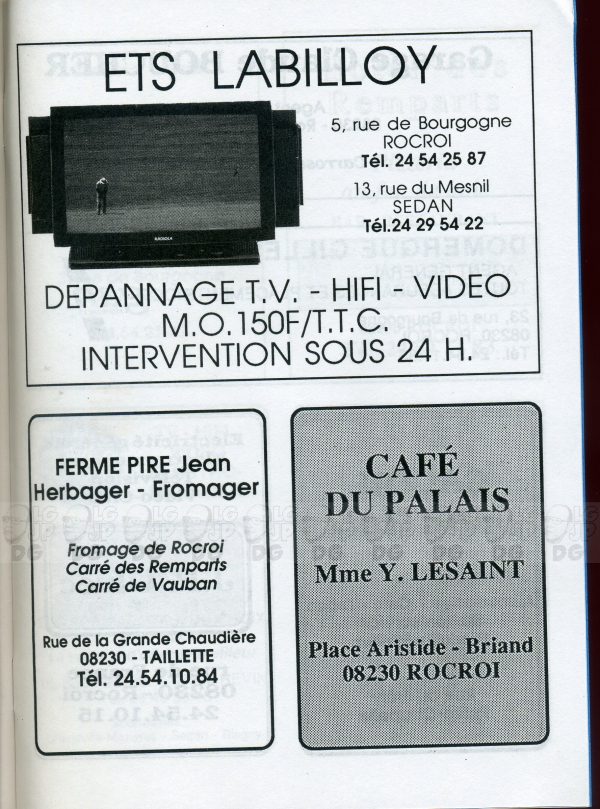 ETS LABILLOY
5, rue de Bourgogne
ROCROI
Tél. 24 54 25 87
13, rue du Mesnil
SEDAN
Tél.24 29 54 22
DEPANNAGE T.V. - HIFI - VIDEO
M.O.150F/T.T.C.
INTERVENTION SOUS 24 H.
FERME PIRE Jean
Herbager - Fromager
Fromage de Rocroi
Carré des Remparts
Carré de Vauban
Rue de la Grande Chaudière
08230 - TAILLETTE
Tél. 24.54.10.84
CAFÉ
DU PALAIS
Mme Y. LESAINT
Place Aristide - Briand
08230 ROCROI